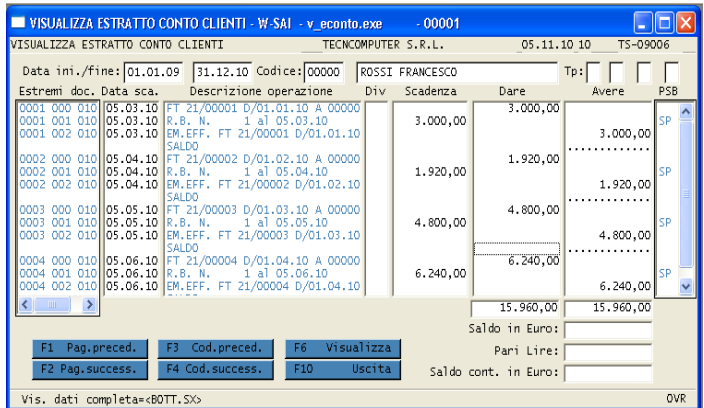 VISUALIZZA ESTRATTO CONTO CLIENTI - W-SAI - v_econto.exe - 00001
VISUALIZZA ESTRATTO CONTO CLIENTI TECNCOMPUTER S.R.L. 05.11.10 10 TS-09006
Data ini./fine: 01.01.09 31.12.10 Codice: 00000 ROSSI FRANCESCO Tp:
Estremi doc. Data sca. Descrizione operazione Div Scadenza Dare Avere PSB
0001 000 010 05.03.10 FT 21/00001 D/01.01.10 A 00000 3.000,00
0001 001 010 05.03.10 R.B. N. 1 al 05.03.10 3.000,00 SP
0001 002 010 05.03.10 EM.EFF. FT 21/00001 D/01.01.10 3.000,00
SALDO .............
0002 000 010 05.04.10 FT 21/00002 D/01.02.10 A 00000 1.920,00
0002 001 010 05.04.10 R.B. N. 1 al 05.04.10 1.920,00 SP
0002 002 010 05.04.10 EM.EFF. FT 21/00002 D/01.02.10 1.920,00
SALDO .............
0003 000 010 05.05.10 FT 21/00003 D/01.03.10 A 00000 4.800,00
0003 001 010 05.05.10 R.B. N. 1 al 05.05.10 4.800,00 SP
0003 002 010 05.05.10 EM.EFF. FT 21/00003 D/01.03.10 4.800,00
SALDO .............
0004 000 010 05.06.10 FT 21/00004 D/01.04.10 A 00000 6.240,00
0004 001 010 05.06.10 R.B. N. 1 al 05.06.10 6.240,00 SP
0004 002 010 05.06.10 EM.EFF. FT 21/00004 D/01.04.10 6.240,00
15.960,00 15.960,00
Saldo in Euro:
F1 Pag.preced. F3 Cod.preced. F6 Visualizza Pari Lire:
F2 Pag.success. F4 Cod.success. F10 Uscita Saldo cont. in Euro:
Vis. dati completa=<BOTT.SX> OVR